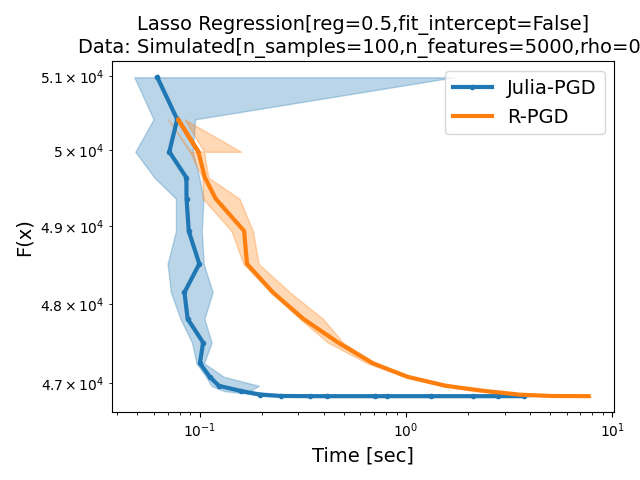 Lasso Regression[reg=0.5,fit_intercept=False]
Data: Simulated[n_samples=100,n_features=5000,rho=0
5.1 × 10⁴
5 × 10⁴
4.9 × 10⁴
4.8 × 10⁴
4.7 × 10⁴
F(x)
Julia-PGD
R-PGD
10⁻¹
10⁰
10¹
Time [sec]